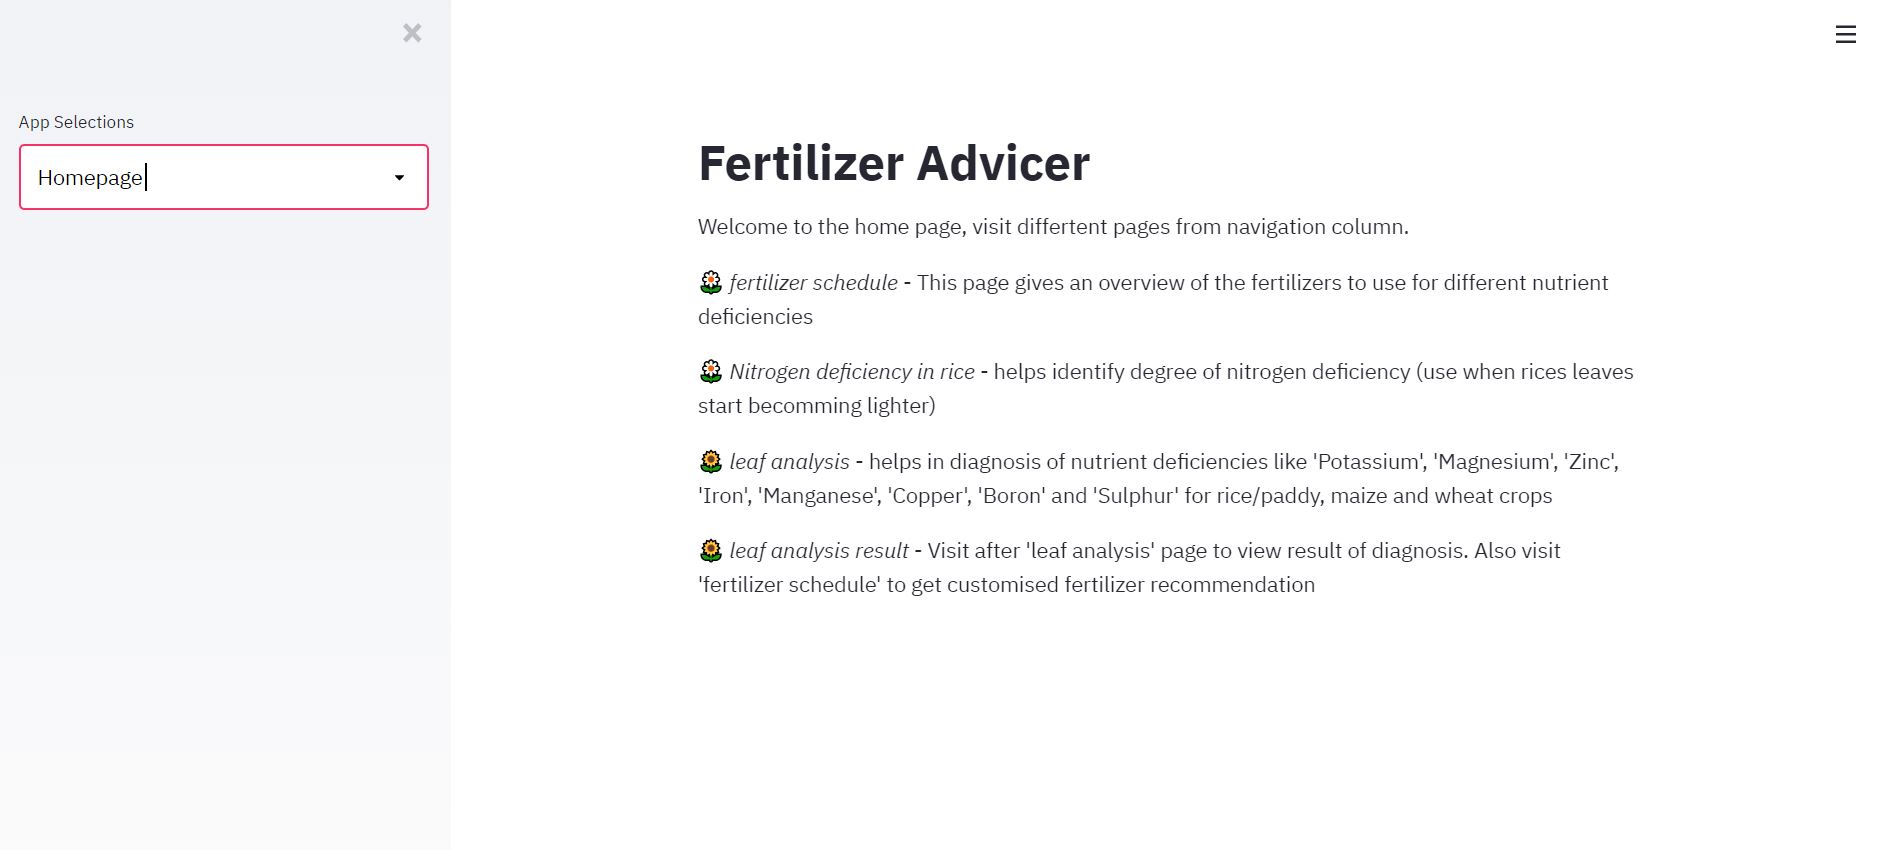 App Selections
Homepage
Fertilizer Advicer
Welcome to the home page, visit differtent pages from navigation column.
fertilizer schedule - This page gives an overview of the fertilizers to use for different nutrient
deficiencies
Nitrogen deficiency in rice - helps identify degree of nitrogen deficiency (use when rices leaves
start becomming lighter)
leaf analysis - helps in diagnosis of nutrient deficiencies like 'Potassium', 'Magnesium', 'Zinc',
'Iron', 'Manganese', 'Copper', 'Boron' and 'Sulphur' for rice/paddy, maize and wheat crops
leaf analysis result - Visit after 'leaf analysis' page to view result of diagnosis. Also visit
'fertilizer schedule' to get customised fertilizer recommendation